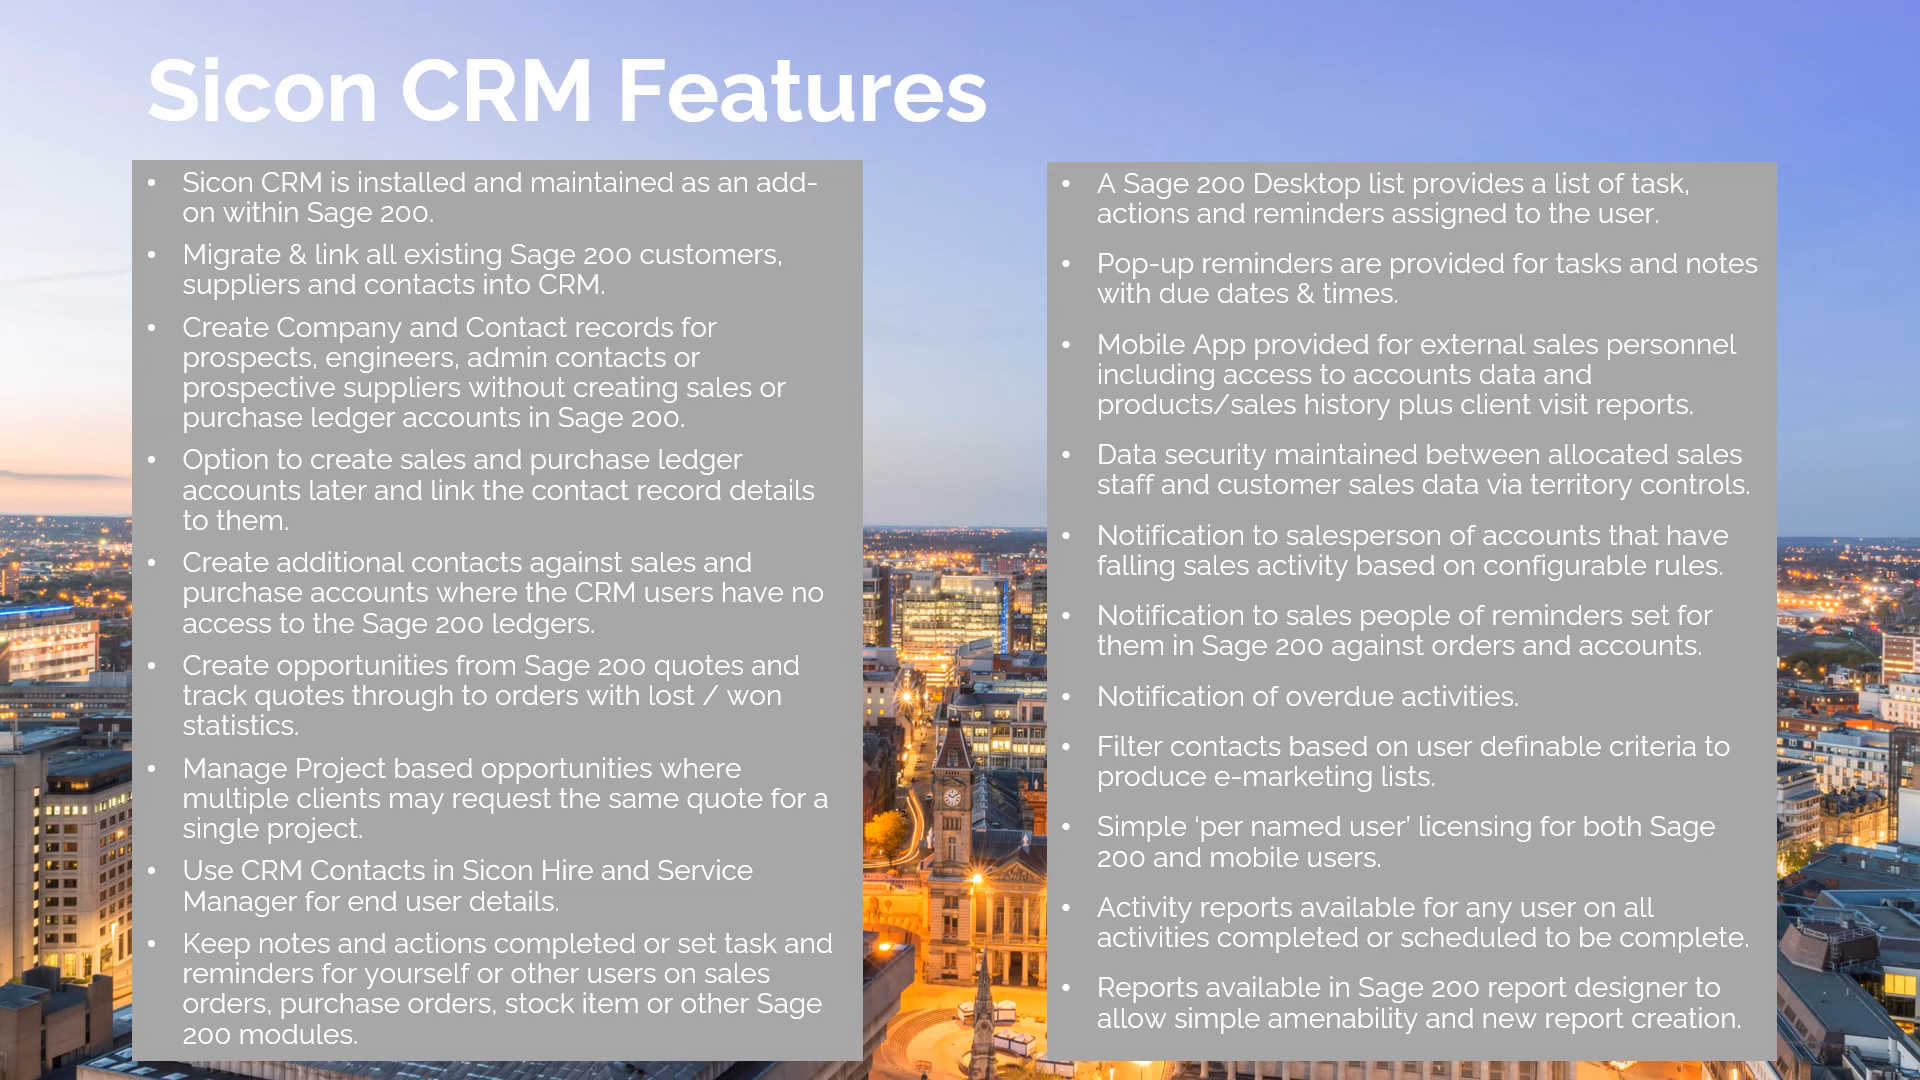 Sicon CRM Features
• Sicon CRM is installed and maintained as an add-
on within Sage 200.
• Migrate & link all existing Sage 200 customers,
suppliers and contacts into CRM.
• Create Company and Contact records for
prospects, engineers, admin contacts or
prospective suppliers without creating sales or
purchase ledger accounts in Sage 200.
• Option to create sales and purchase ledger
accounts later and link the contact record details
to them.
• Create additional contacts against sales and
purchase accounts where the CRM users have no
access to the Sage 200 ledgers.
• Create opportunities from Sage 200 quotes and
track quotes through to orders with lost / won
statistics.
• Manage Project based opportunities where
multiple clients may request the same quote for a
single project.
• Use CRM Contacts in Sicon Hire and Service
Manager for end user details.
• Keep notes and actions completed or set task and
reminders for yourself or other users on sales
orders, purchase orders, stock item or other Sage
200 modules.
• A Sage 200 Desktop list provides a list of task,
actions and reminders assigned to the user.
• Pop-up reminders are provided for tasks and notes
with due dates & times.
• Mobile App provided for external sales personnel
including access to accounts data and
products/sales history plus client visit reports.
• Data security maintained between allocated sales
staff and customer sales data via territory controls.
• Notification to salesperson of accounts that have
falling sales activity based on configurable rules.
• Notification to sales people of reminders set for
them in Sage 200 against orders and accounts.
• Notification of overdue activities.
• Filter contacts based on user definable criteria to
produce e-marketing lists.
• Simple ‘per named user’ licensing for both Sage
200 and mobile users.
• Activity reports available for any user on all
activities completed or scheduled to be complete.
• Reports available in Sage 200 report designer to
allow simple amenability and new report creation.